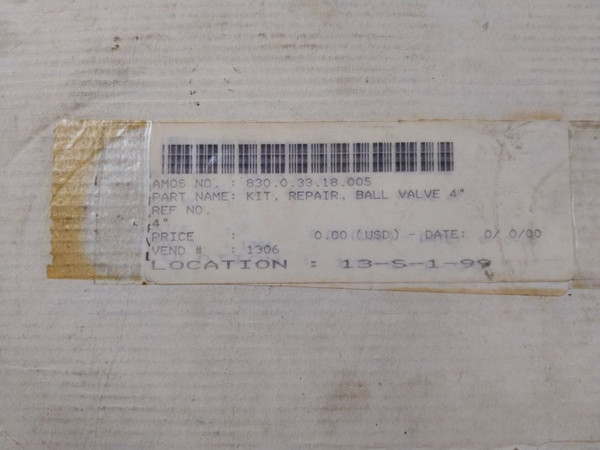 AMOS NO. : 830.0.33.18.005
PART NAME: KIT, REPAIR, BALL VALVE 4"
REF NO.
4"
PRICE : 0.00 (USD) - DATE: 0/ 0/00
VEND # : 1306
LOCATION : 13-S-1-99